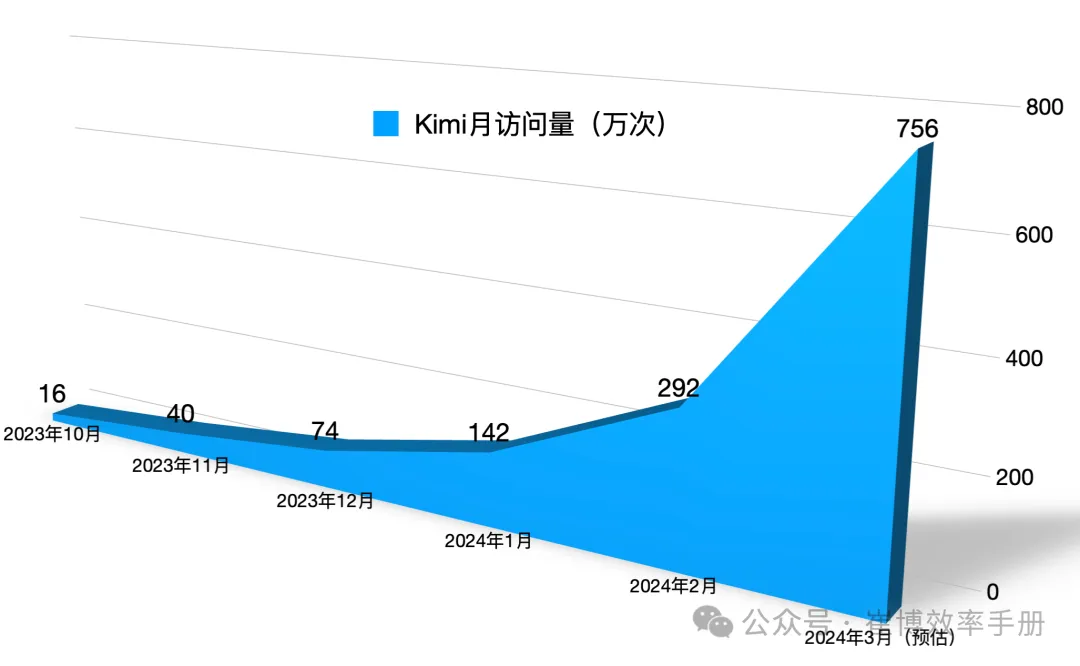 Kimi月访问量（万次）
800
756
600
400
292
16
40
74
142
2023年10月
2023年11月
200
2023年12月
2024年1月
2024年2月
0
公众号 · 崔博效率手册
2024年3月（预估）